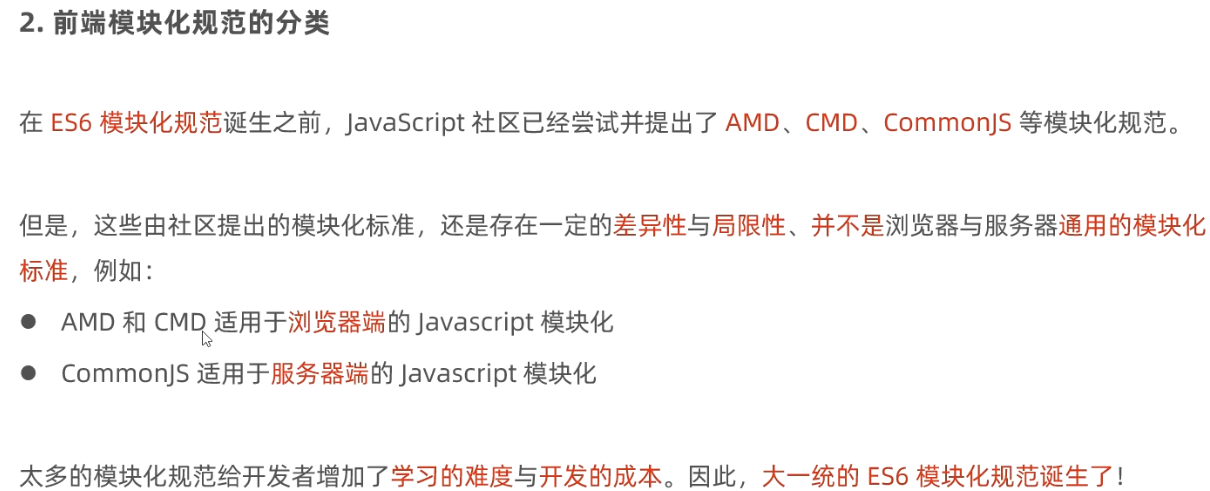 2. 前端模块化规范的分类
在 ES6 模块化规范诞生之前，JavaScript 社区已经尝试并提出了 AMD、CMD、CommonJS 等模块化规范。
但是，这些由社区提出的模块化标准，还是存在一定的差异性与局限性、并不是浏览器与服务器通用的模块化
标准，例如：
● AMD 和 CMD 适用于浏览器端的 Javascript 模块化
● CommonJS 适用于服务器端的 Javascript 模块化
太多的模块化规范给开发者增加了学习的难度与开发的成本。因此，大一统的 ES6 模块化规范诞生了！